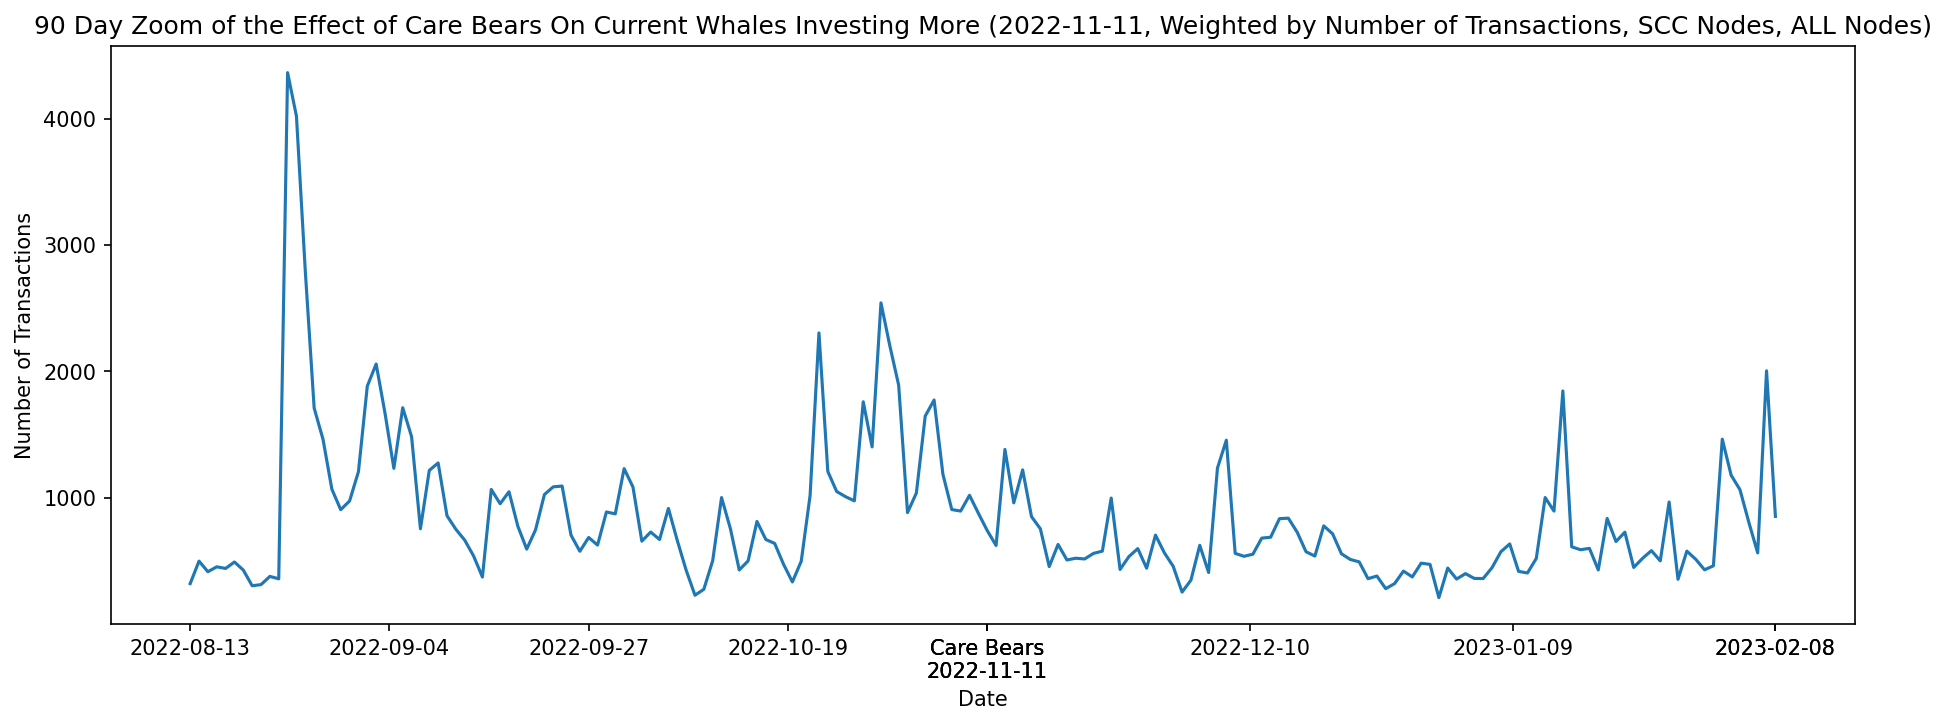 90 Day Zoom of the Effect of Care Bears On Current Whales Investing More (2022-11-11, Weighted by Number of Transactions, SCC Nodes, ALL Nodes)
Number of Transactions
4000
3000
2000
1000
2022-08-13 2022-09-04 2022-09-27 2022-10-19 Care Bears 2022-12-10 2023-01-09 2023-02-08
2022-11-11
Date